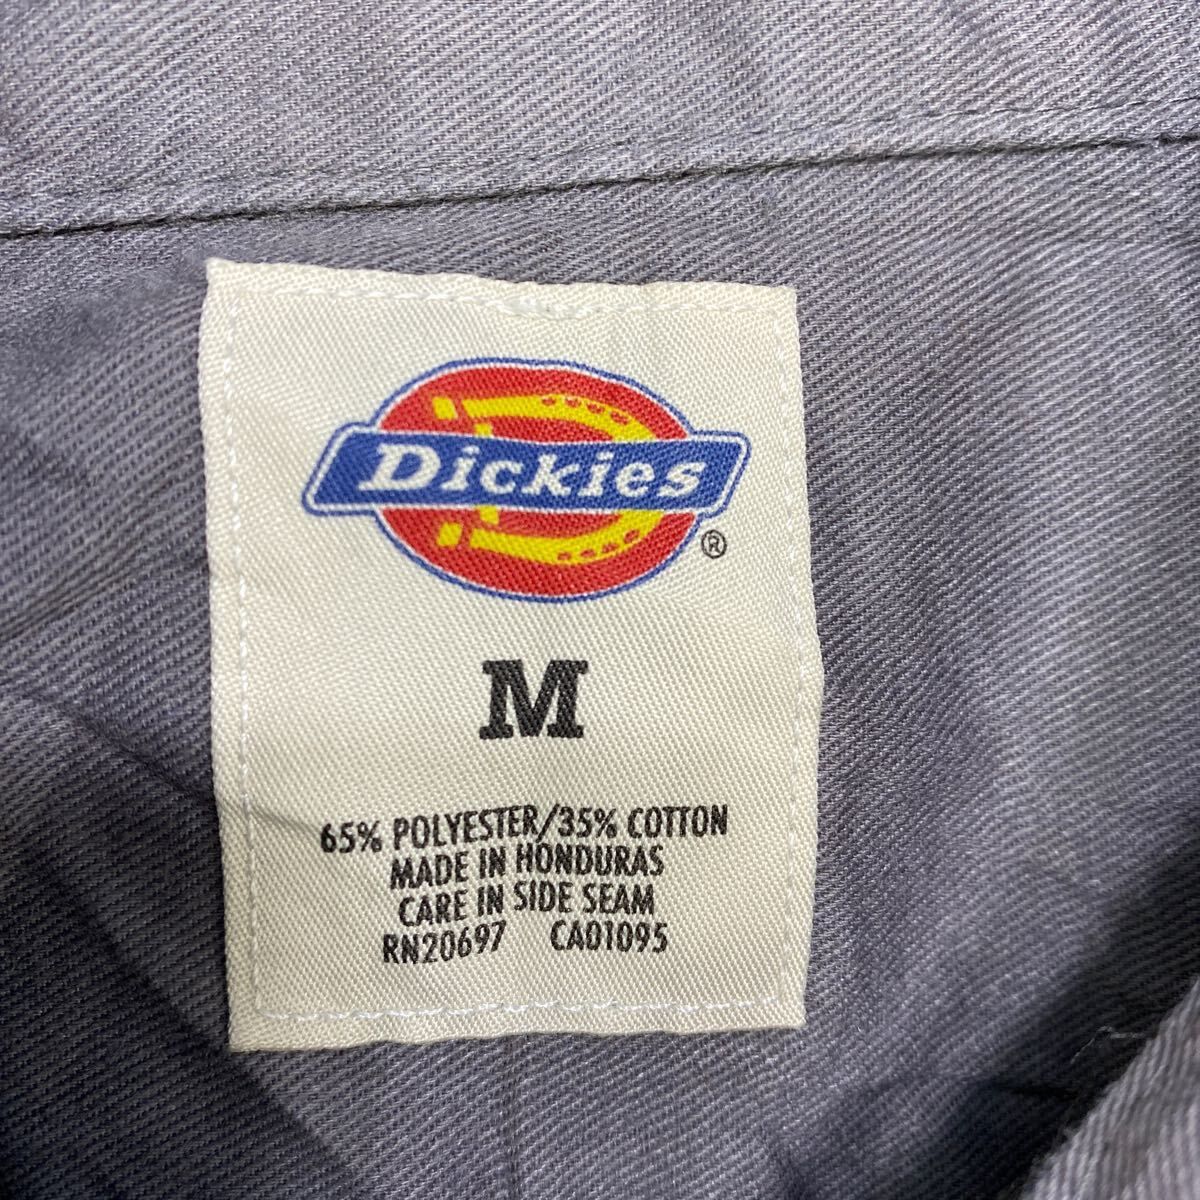 Dickies
®
M
65% POLYESTER/35% COTTON
MADE IN HONDURAS
CARE IN SIDE SEAM
RN20697 CA01095